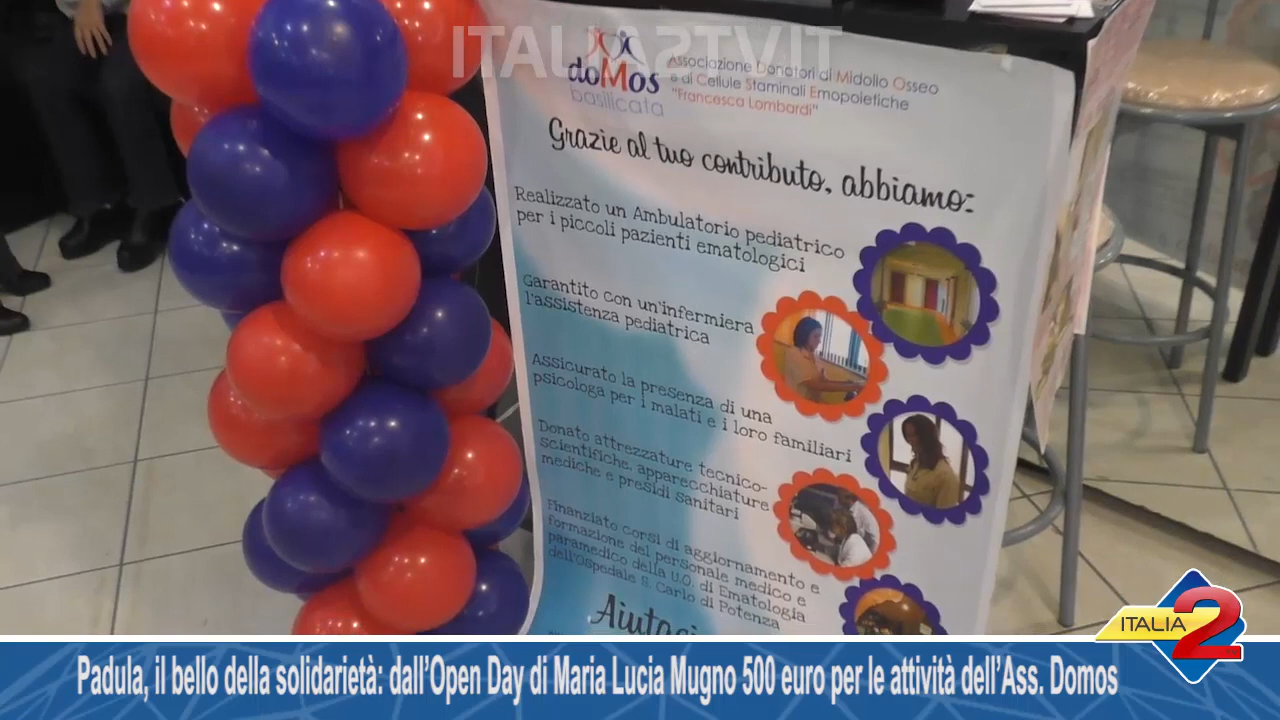 ITALIA2TV.IT
doMos
basilicata
Associazione Donatori di Midollo Osseo
e di Cellule Staminali Emopoietiche
"Francesca Lombardi"
Grazie al tuo contributo, abbiamo:
Realizzato un Ambulatorio pediatrico
per i piccoli pazienti ematologici
Garantito con un'infermiera
l'assistenza pediatrica
Assicurato la presenza di una
psicologa per i malati e i loro familiari
Donato attrezzature tecnico-
scientifiche, apparecchiature
mediche e presidi sanitari
Finanziato corsi di aggiornamento e
formazione del personale medico e
paramedico della U.O. di Ematologia
dell'Ospedale S. Carlo di Potenza
ITALIA 2
Padula, il bello della solidarietà: dall'Open Day di Maria Lucia Mugno 500 euro per le attività dell'Ass. Domos